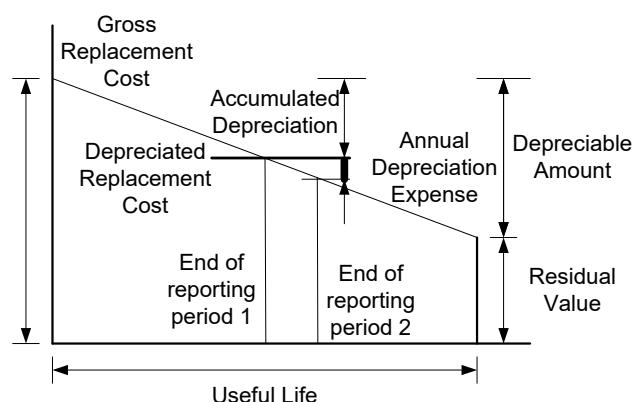 Gross
Replacement
Cost
Accumulated
Depreciation
Depreciated
Replacement
Cost
Annual
Depreciation
Expense
Depreciable
Amount
End of
reporting
period 1
End of
reporting
period 2
Residual
Value
Useful Life